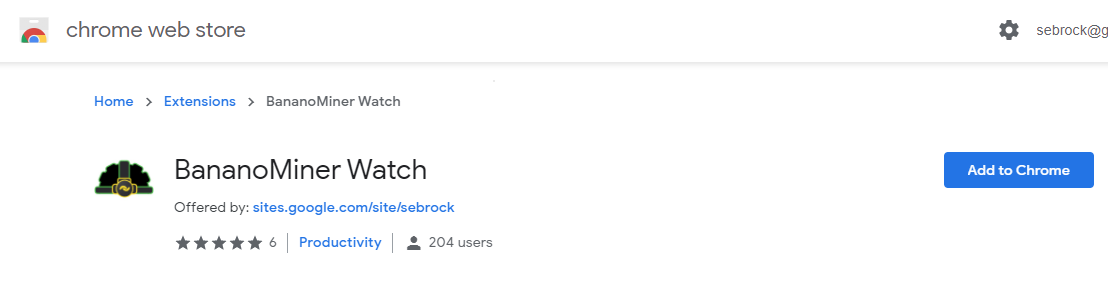 chrome web store
sebrock@g
Home > Extensions > BananoMiner Watch
BananoMiner Watch
Add to Chrome
Offered by: sites.google.com/site/sebrock
6 Productivity 204 users